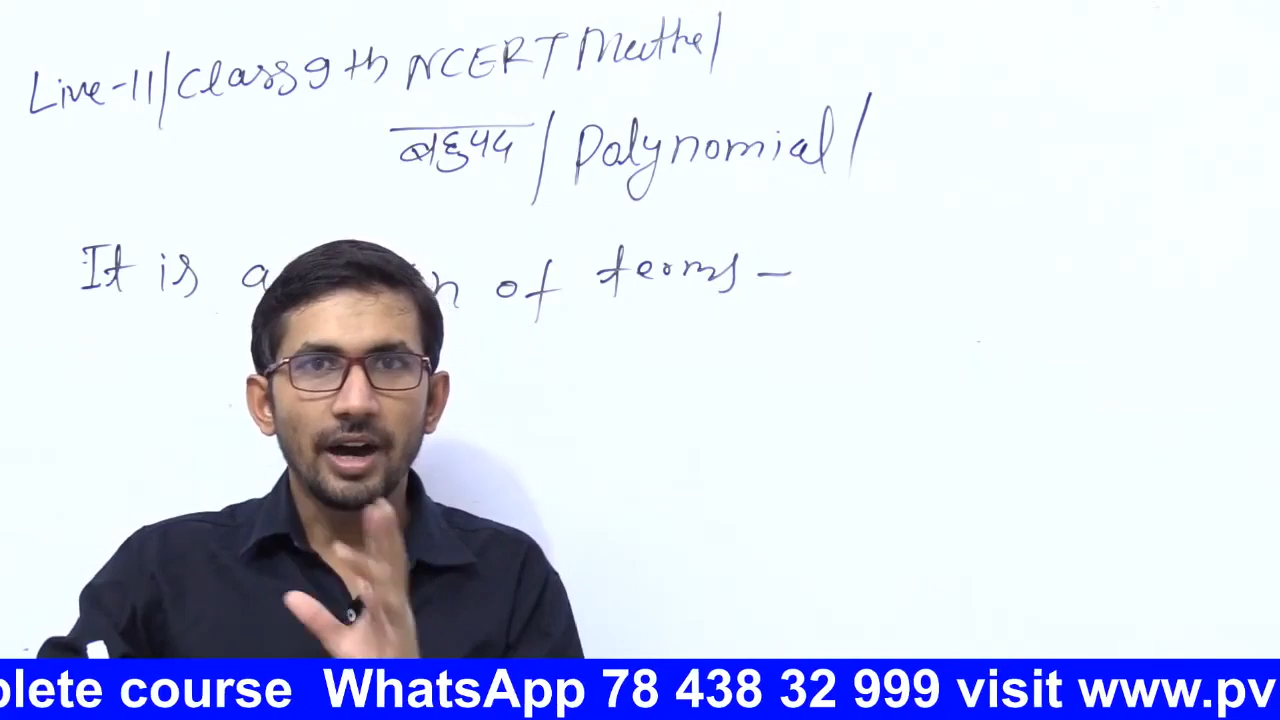 Live-11/Class 9th NCERT Maths/
बहुपद / Polynomial /
It is a of terms -
plete course WhatsApp 78 438 32 999 visit www.pv